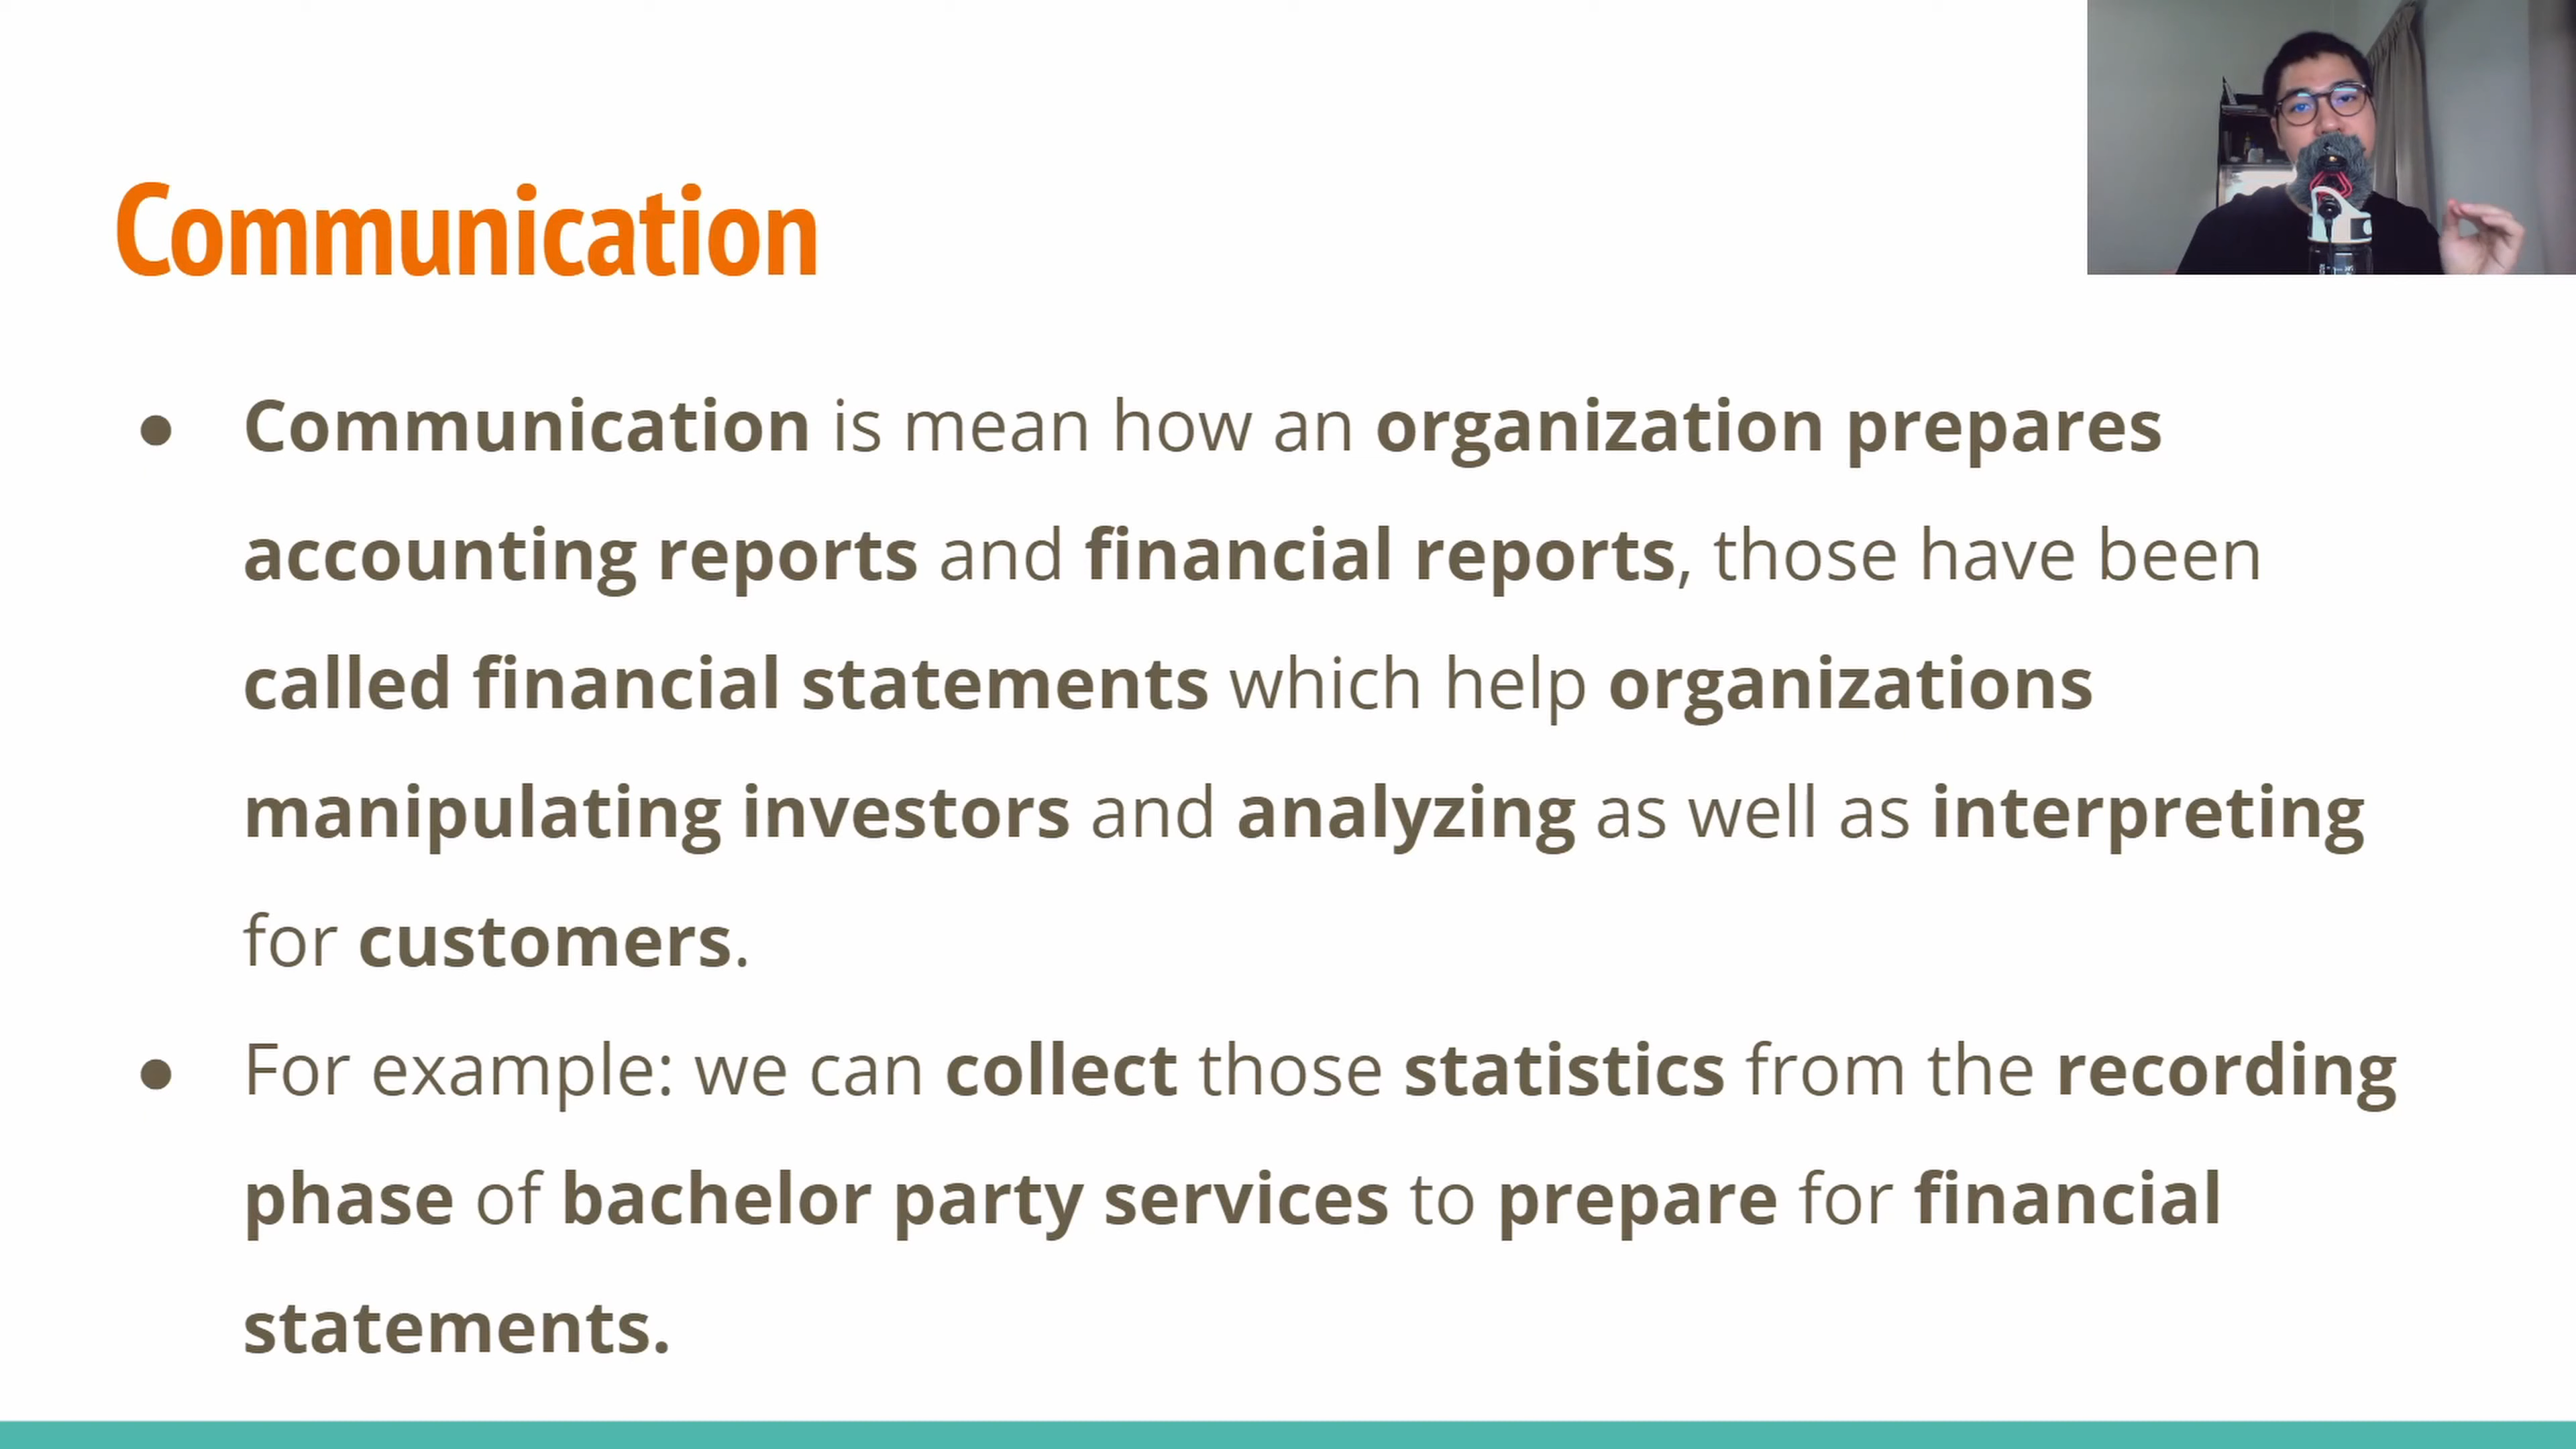 Communication
● Communication is mean how an organization prepares
accounting reports and financial reports, those have been
called financial statements which help organizations
manipulating investors and analyzing as well as interpreting
for customers.
● For example: we can collect those statistics from the recording
phase of bachelor party services to prepare for financial
statements.